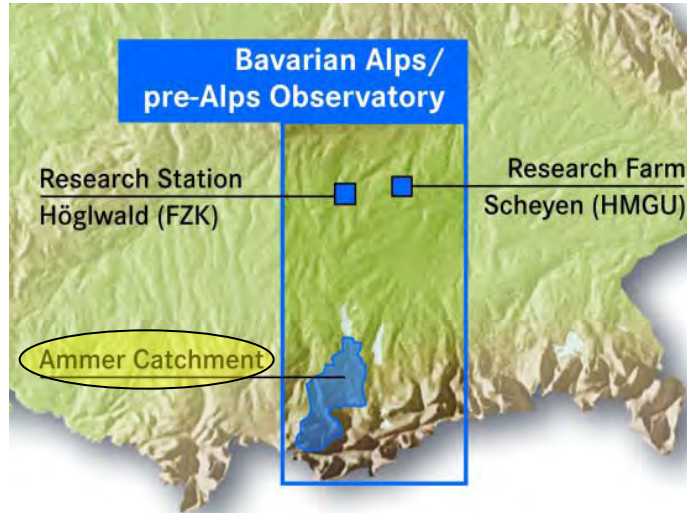 Bavarian Alps/
pre-Alps Observatory
Research Station
Höglwald (FZK)
Research Farm
Scheyen (HMGU)
Ammer Catchment